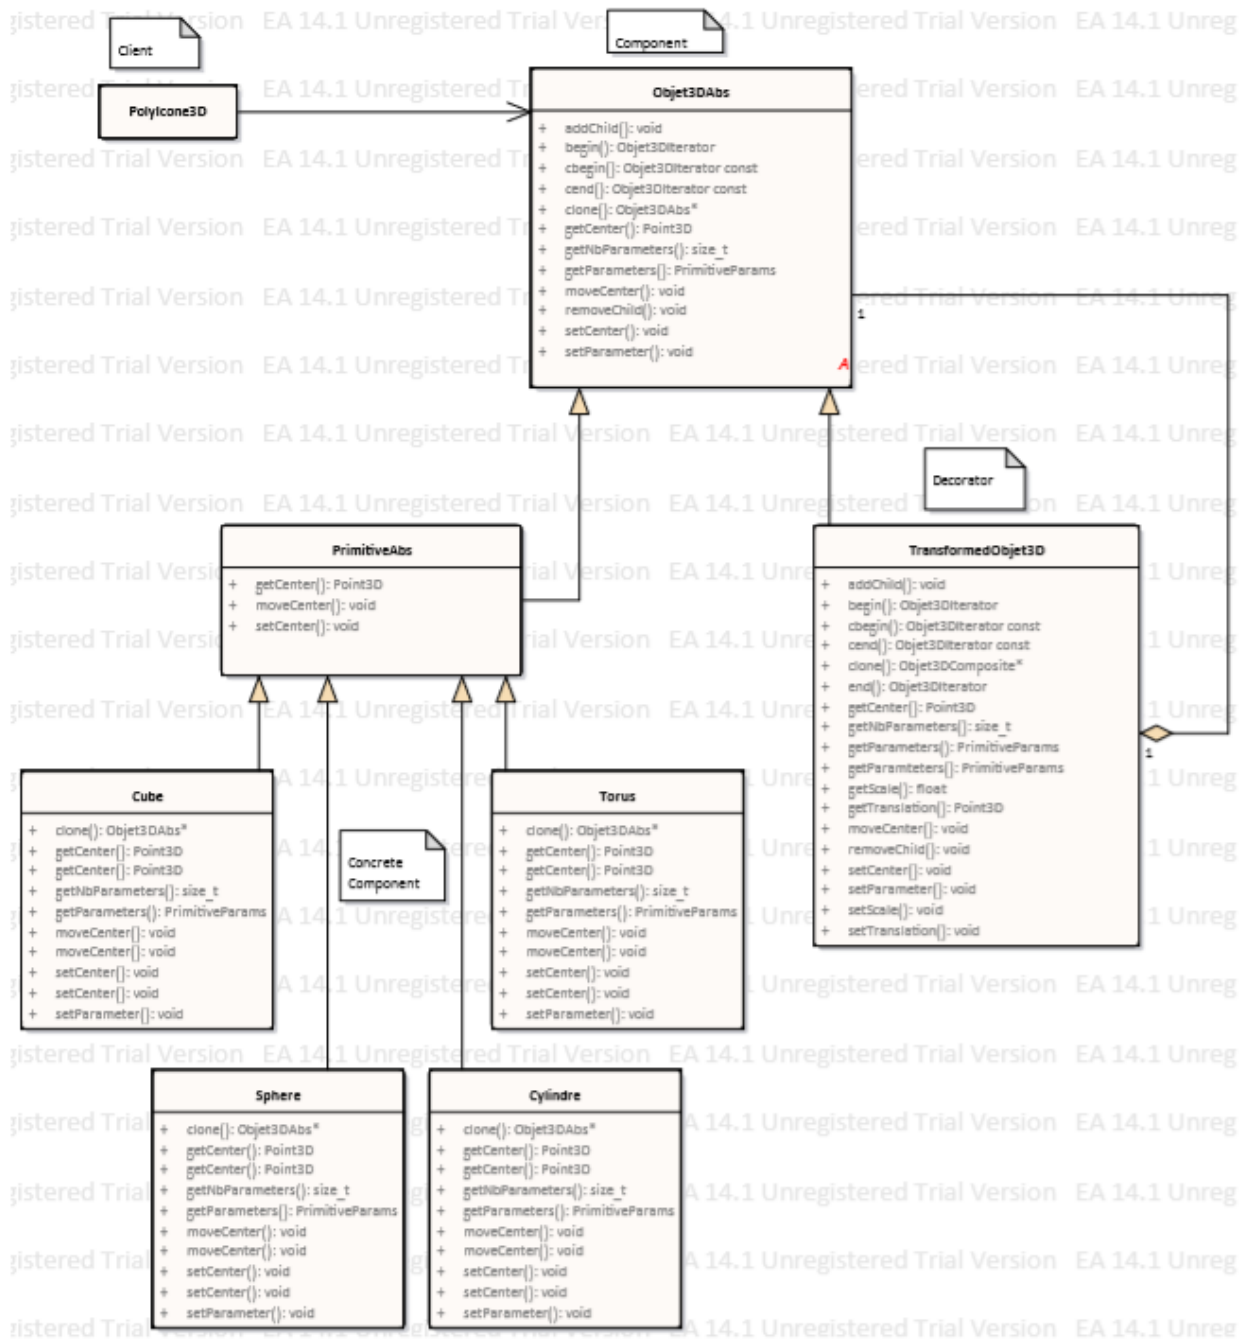 Client
Component
PolyIcone3D
Objet3DAbs
+ addChild(): void
+ begin(): Objet3DIterator
+ cbegin(): Objet3DIterator const
+ cend(): Objet3DIterator const
+ clone(): Objet3DAbs*
+ getCenter(): Point3D
+ getNbParameters(): size_t
+ getParameters(): PrimitiveParams
+ moveCenter(): void
+ removeChild(): void
+ setCenter(): void
+ setParameter(): void
A
1
Decorator
PrimitiveAbs
+ getCenter(): Point3D
+ moveCenter(): void
+ setCenter(): void
TransformedObjet3D
+ addChild(): void
+ begin(): Objet3DIterator
+ cbegin(): Objet3DIterator const
+ cend(): Objet3DIterator const
+ clone(): Objet3DComposite*
+ end(): Objet3DIterator
+ getCenter(): Point3D
+ getNbParameters(): size_t
+ getParameters(): PrimitiveParams
+ getParamteters(): PrimitiveParams
+ getScale(): float
+ getTranslation(): Point3D
+ moveCenter(): void
+ removeChild(): void
+ setCenter(): void
+ setParameter(): void
+ setScale(): void
+ setTranslation(): void
1
Cube
+ clone(): Objet3DAbs*
+ getCenter(): Point3D
+ getCenter(): Point3D
+ getNbParameters(): size_t
+ getParameters(): PrimitiveParams
+ moveCenter(): void
+ moveCenter(): void
+ setCenter(): void
+ setCenter(): void
+ setParameter(): void
Concrete
Component
Torus
+ clone(): Objet3DAbs*
+ getCenter(): Point3D
+ getCenter(): Point3D
+ getNbParameters(): size_t
+ getParameters(): PrimitiveParams
+ moveCenter(): void
+ moveCenter(): void
+ setCenter(): void
+ setCenter(): void
+ setParameter(): void
Sphere
+ clone(): Objet3DAbs*
+ getCenter(): Point3D
+ getCenter(): Point3D
+ getNbParameters(): size_t
+ getParameters(): PrimitiveParams
+ moveCenter(): void
+ moveCenter(): void
+ setCenter(): void
+ setCenter(): void
+ setParameter(): void
Cylindre
+ clone(): Objet3DAbs*
+ getCenter(): Point3D
+ getCenter(): Point3D
+ getNbParameters(): size_t
+ getParameters(): PrimitiveParams
+ moveCenter(): void
+ moveCenter(): void
+ setCenter(): void
+ setCenter(): void
+ setParameter(): void
EA 14.1 Unregistered Trial Version